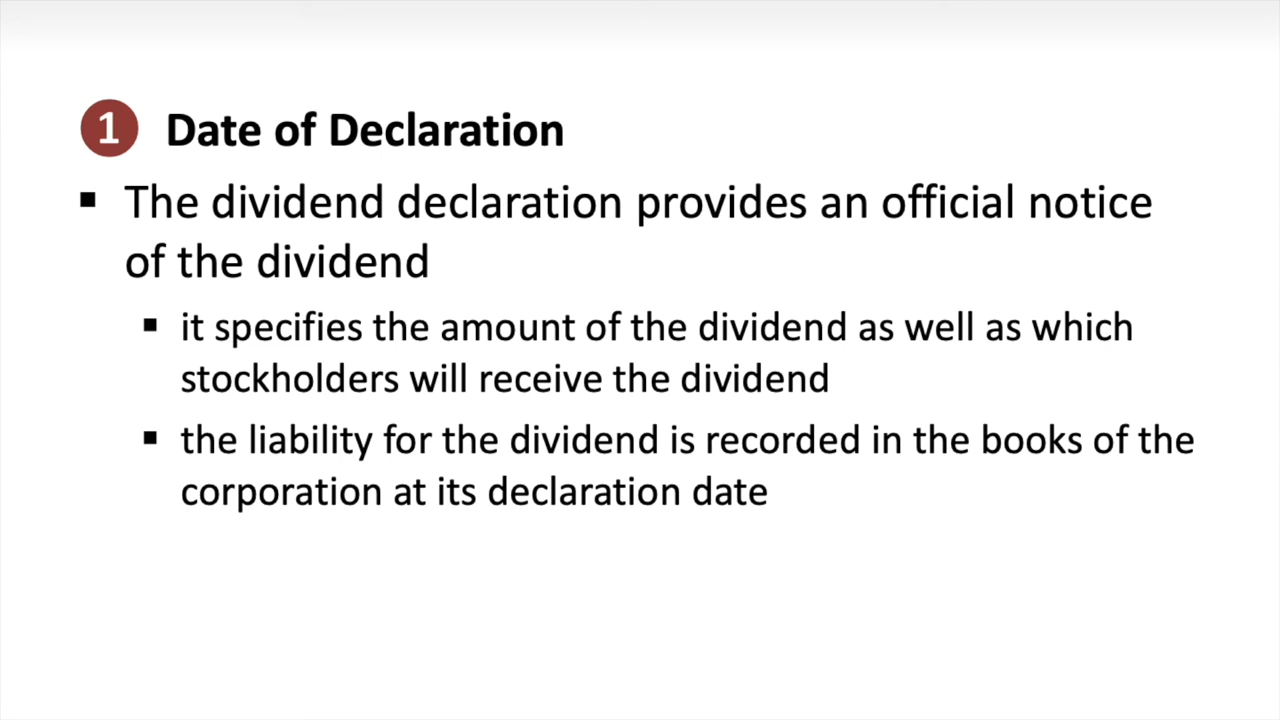 1 Date of Declaration
▪ The dividend declaration provides an official notice
of the dividend
▪ it specifies the amount of the dividend as well as which
stockholders will receive the dividend
▪ the liability for the dividend is recorded in the books of the
corporation at its declaration date